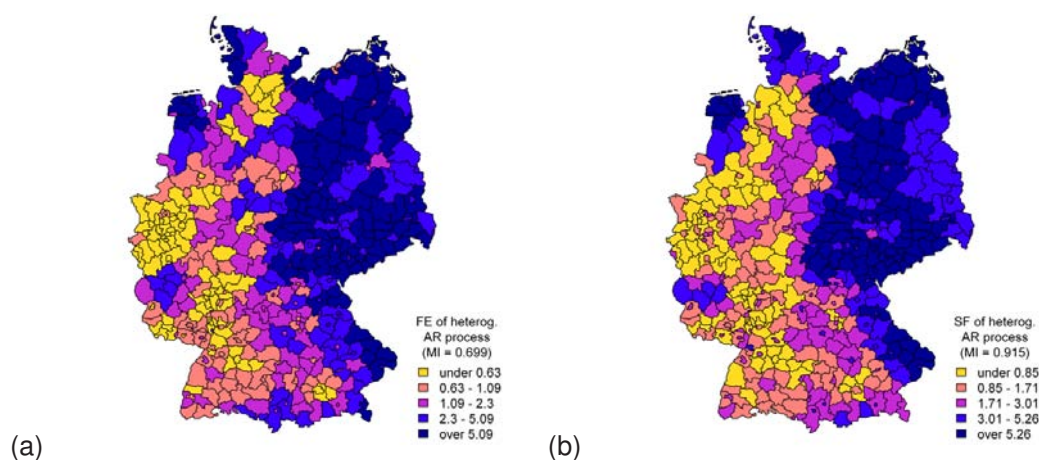 FE of heterog.
AR process
(MI = 0.699)
under 0.63
0.63 - 1.09
1.09 - 2.3
2.3 - 5.09
over 5.09
(a)
SF of heterog.
AR process
(MI = 0.915)
under 0.85
0.85 - 1.71
1.71 - 3.01
3.01 - 5.26
over 5.26
(b)